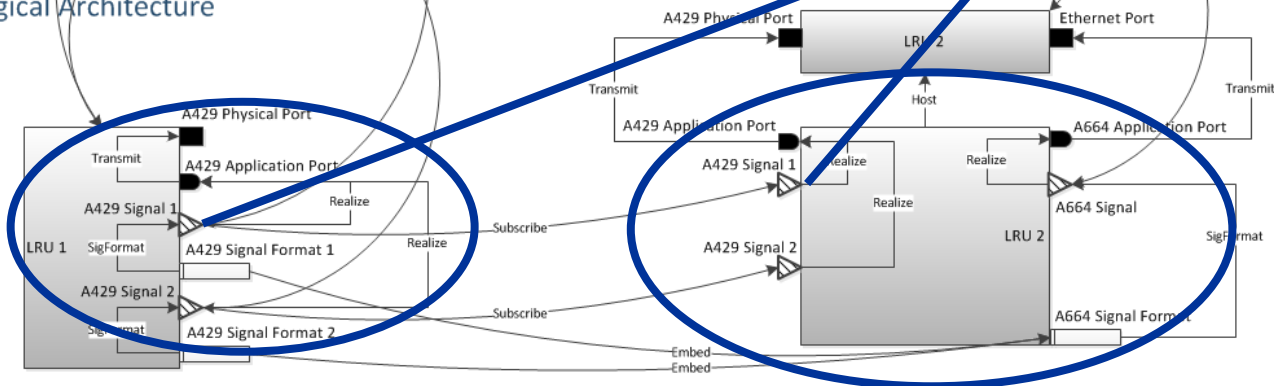 gical Architecture
A429 Physical Port
Ethernet Port
LRU 2
Transmit
Transmit
Host
A429 Physical Port
A429 Application Port
A664 Application Port
Transmit
A429 Signal 1
Realize
Realize
A429 Application Port
Realize
Realize
A429 Signal 1
A664 Signal
Subscribe
LRU 1
SigFormat
A429 Signal Format 1
Realize
A429 Signal 2
LRU 2
SigFormat
A429 Signal 2
Subscribe
A664 Signal Format
SigFormat
A429 Signal Format 2
Embed
Embed